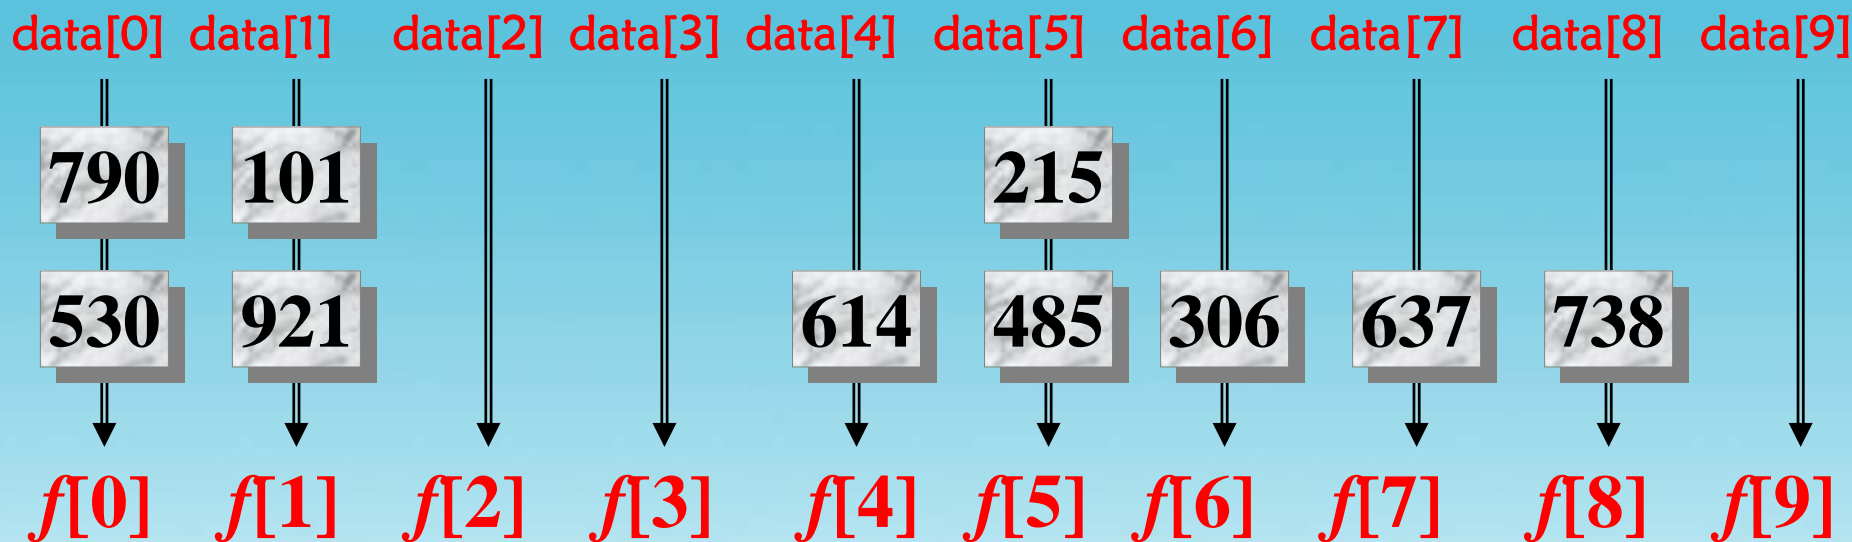 data[0] data[1] data[2] data[3] data[4] data[5] data[6] data[7] data[8] data[9]
790 101 215
530 921 614 485 306 637 738
f[0] f[1] f[2] f[3] f[4] f[5] f[6] f[7] f[8] f[9]